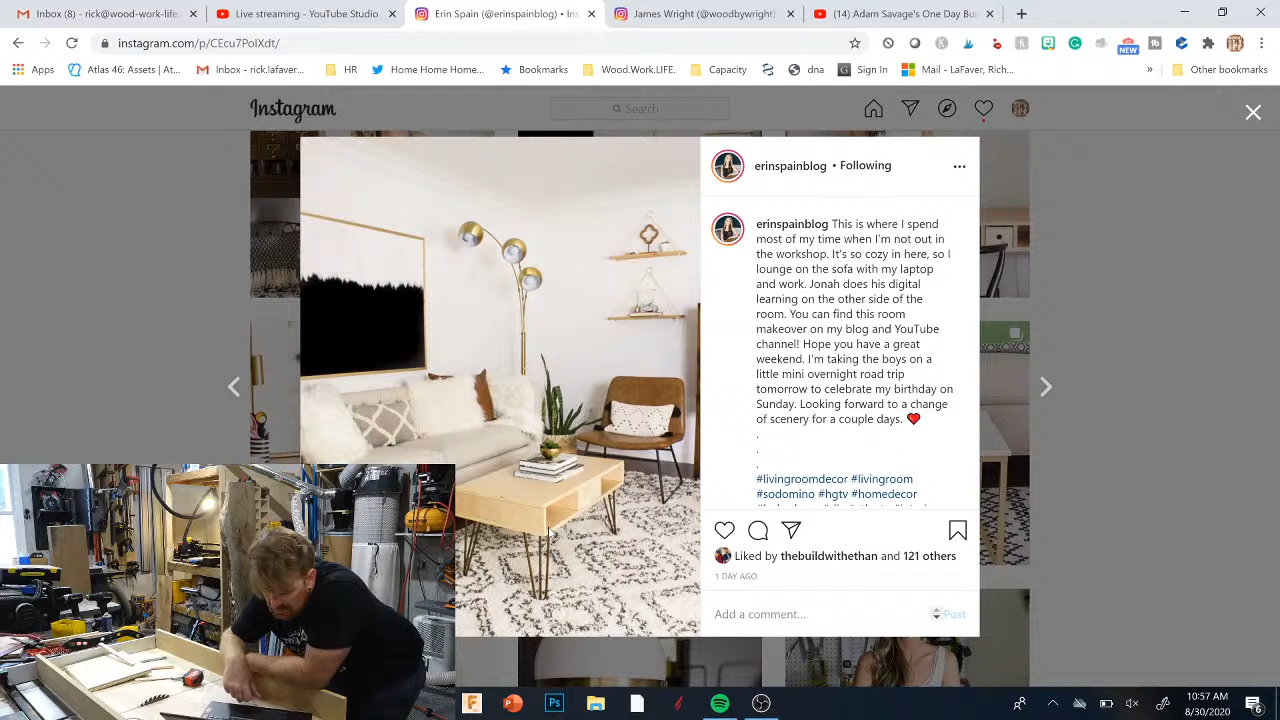 Inbox (8) - rick.lafaver@wood-work-life
Live streaming - YouTube Studio
Erin Spain (@erinspainblog) • Ins
James Wright (@woodbywright)
(14) Adam Savage's One Day Bu
instagram.com/p/CEcu7PoIXdt/
NEW
Apps
Atlas 46: Assets | At...
Inbox - rick.lafaver...
HR
Twitter Home Home Home...
Bookmarks
Wood.Work LIFE.
Capacity
dna
Sign In
Mail - LaFaver, Rich...
»
Other bookmarks
Instagram
Search
erinspainblog • Following
erinspainblog This is where I spend
most of my time when I'm not out in
the workshop. It's so cozy in here, so I
lounge on the sofa with my laptop
and work. Jonah does his digital
learning on the other side of the
room. You can find this room
makeover on my blog and YouTube
channel! Hope you have a great
weekend. I'm taking the boys on a
little mini overnight road trip
tomorrow to celebrate my birthday on
Sunday. Looking forward to a change
of scenery for a couple days. ❤️
.
.
.
#livingroomdecor #livingroom
#sodomino #hgtv #homedecor
Liked by thebuildwithethan and 121 others
1 DAY AGO
Add a comment...
Post
10:57 AM
8/30/2020